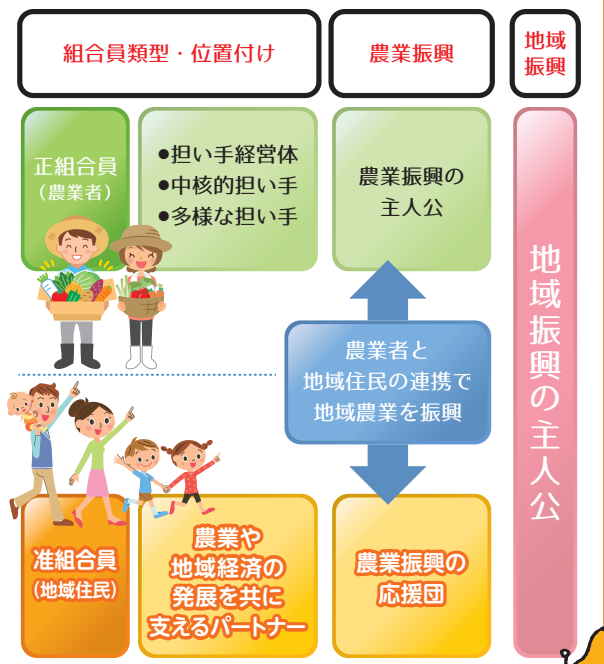 組合員類型・位置付け
農業振興
地域
振興
正組合員
（農業者）
●担い手経営体
●中核的担い手
●多様な担い手
農業振興の
主人公
農業者と
地域住民の連携で
地域農業を振興
准組合員
（地域住民）
農業や
地域経済の
発展を共に
支えるパートナー
農業振興の
応援団
地域振興の主人公